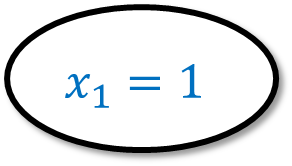 x₁ = 1